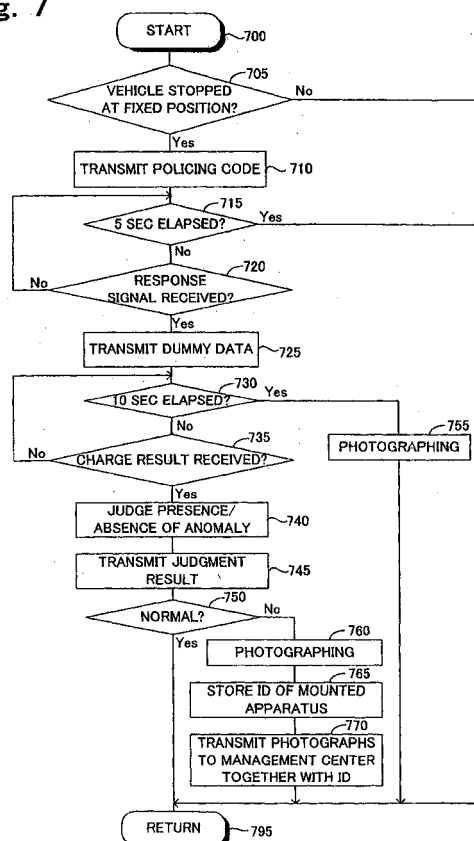 Fig. 7
START
700
705
VEHICLE STOPPED
AT FIXED POSITION?
No
Yes
TRANSMIT POLICING CODE
710
715
5 SEC ELAPSED?
Yes
No
720
RESPONSE
SIGNAL RECEIVED?
No
Yes
TRANSMIT DUMMY DATA
725
730
10 SEC ELAPSED?
Yes
No
735
755
PHOTOGRAPHING
CHARGE RESULT RECEIVED?
No
Yes
JUDGE PRESENCE/
ABSENCE OF ANOMALY
740
TRANSMIT JUDGMENT
RESULT
745
750
NORMAL?
No
Yes
760
PHOTOGRAPHING
765
STORE ID OF MOUNTED
APPARATUS
770
TRANSMIT PHOTOGRAPHS
TO MANAGEMENT CENTER
TOGETHER WITH ID
RETURN
795